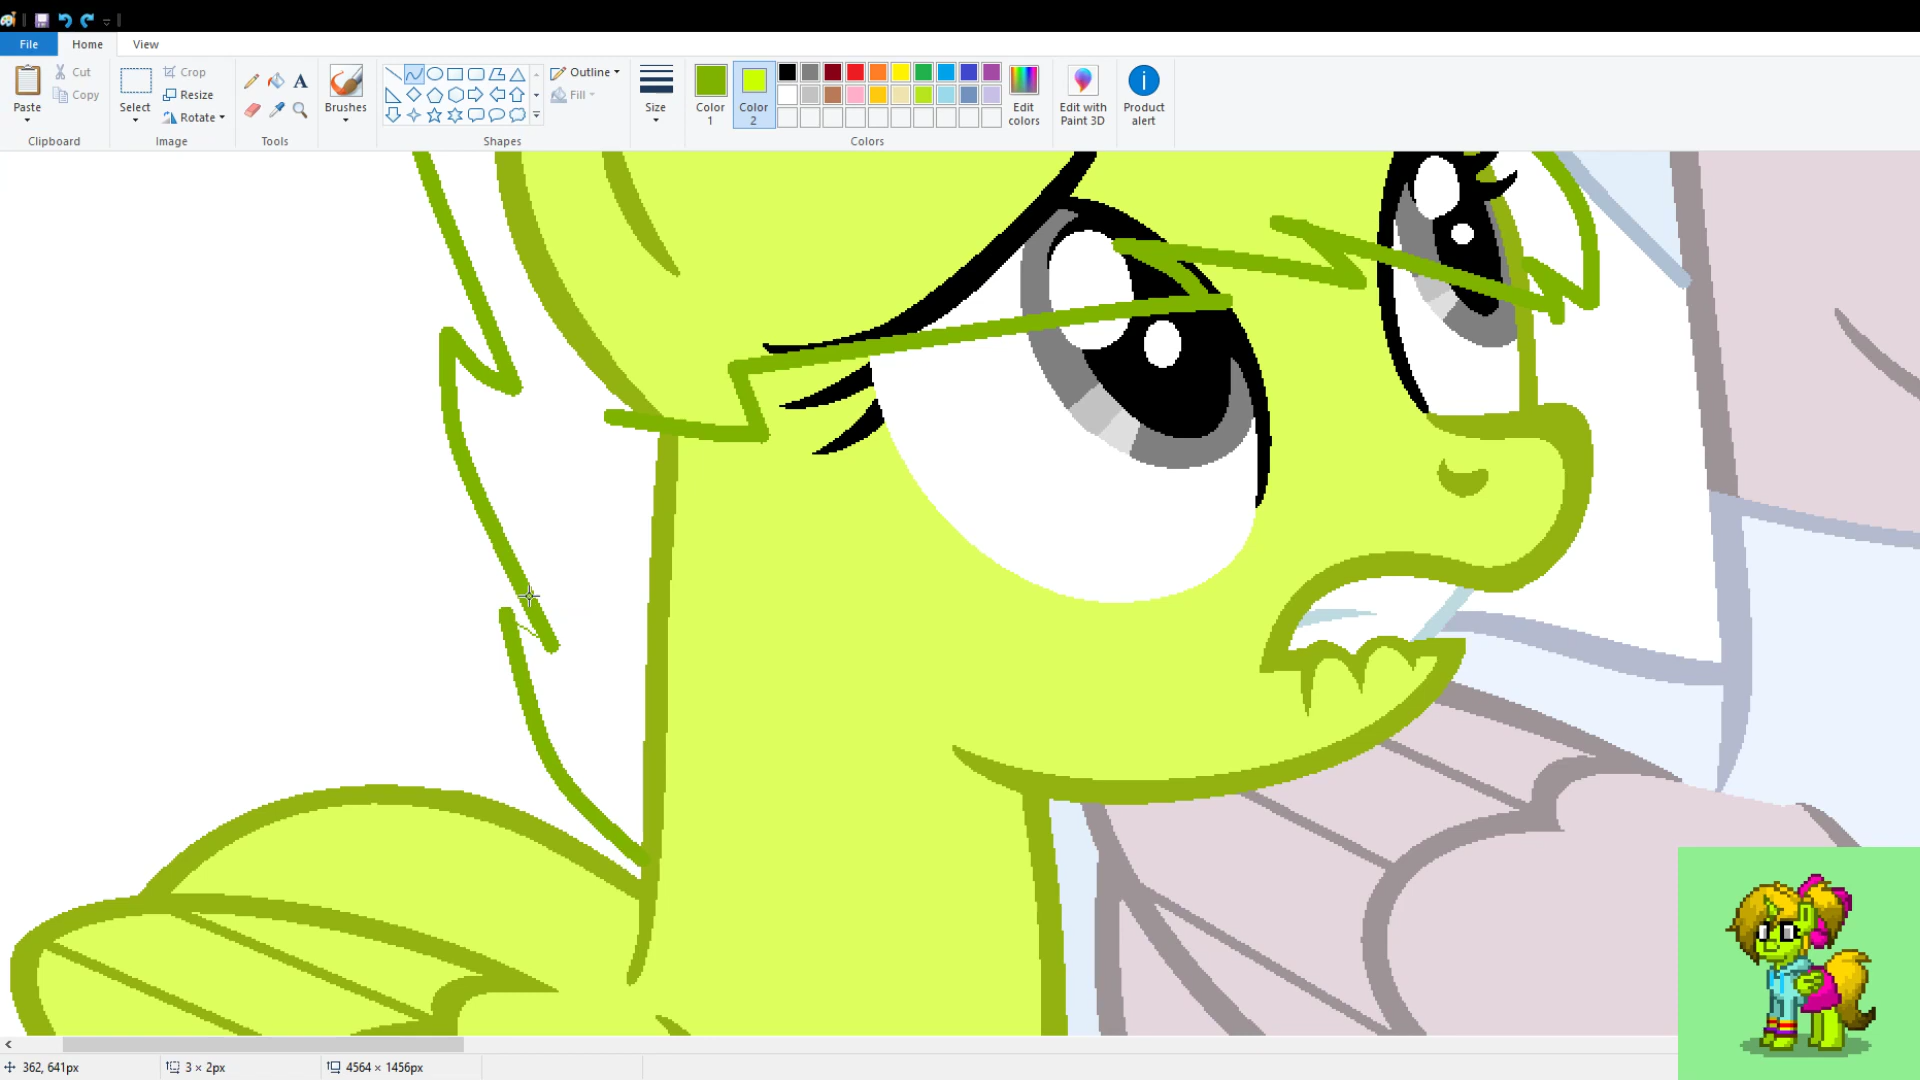 File Home View
Paste
Cut
Copy
Clipboard
Select
Crop
Resize
Rotate
Image
A
Tools
Brushes
Outline
Fill
Shapes
Size
Color 1
Color 2
Edit colors
Colors
Edit with Paint 3D
Product alert
362, 641px 3 × 2px 4564 × 1456px